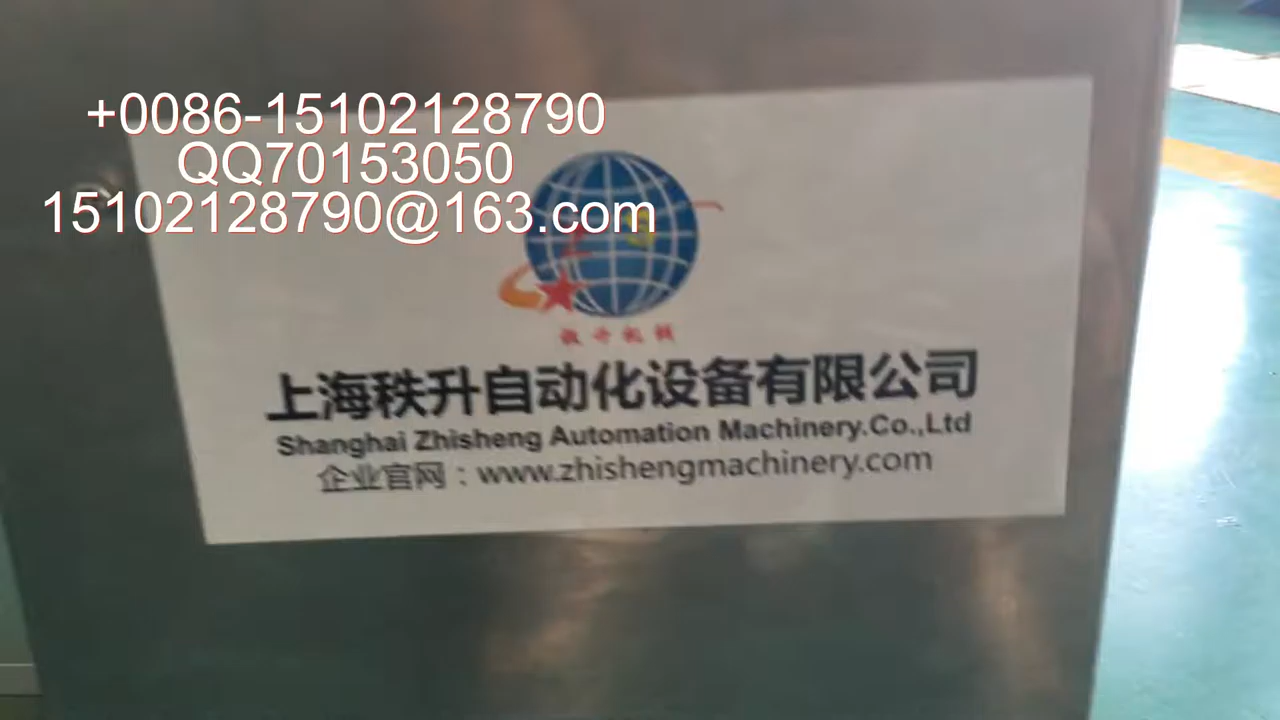 +0086-15102128790
QQ70153050
15102128790@163.com
上海秩升自动化设备有限公司
Shanghai Zhisheng Automation Machinery.Co.,Ltd
企业官网：www.zhishengmachinery.com